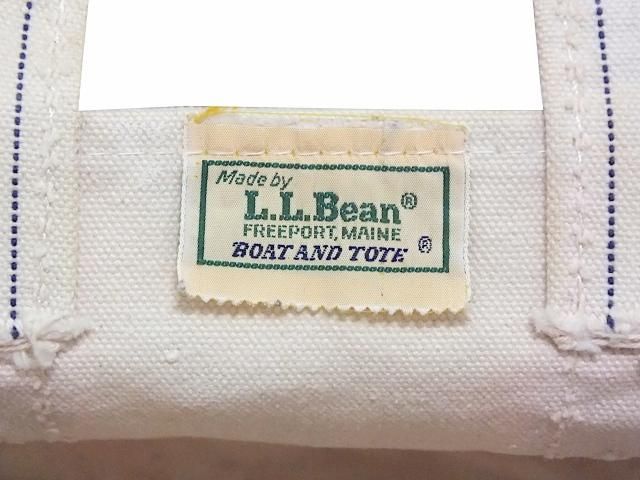 Made by
L.L.Bean®
FREEPORT, MAINE
BOAT AND TOTE ®